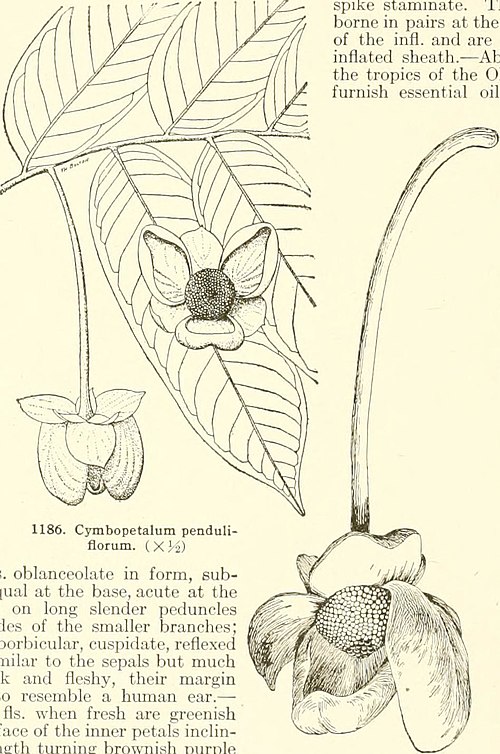 spike staminate.
borne in pairs at the
of the infl. and are
inflated sheath.—Ab
the tropics of the O
furnish essential oil
1186. Cymbopetalum penduli-
florum. (×½)
s. oblanceolate in form, sub-
qual at the base, acute at the
on long slender peduncles
des of the smaller branches;
borbicular, cuspidate, reflexed
milar to the sepals but much
k and fleshy, their margin
o resemble a human ear.—
fls. when fresh are greenish
face of the inner petals inclin-
gth turning brownish purple